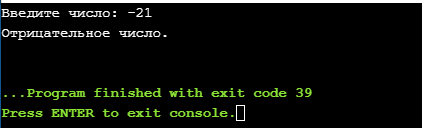 Введите число: -21
Отрицательное число.
...Program finished with exit code 39
Press ENTER to exit console.